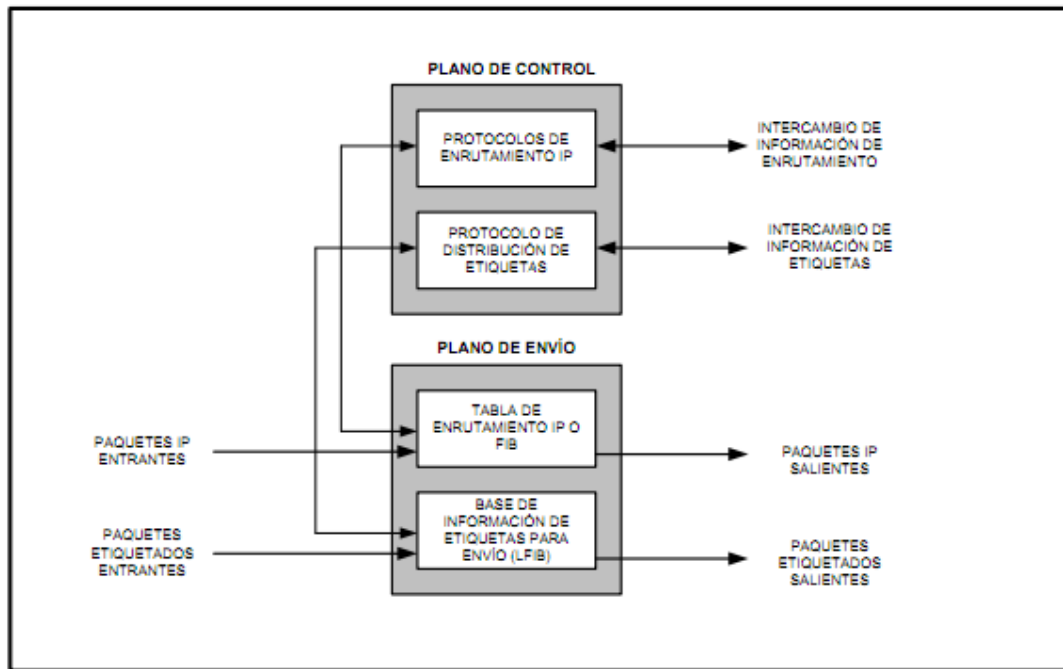 PLANO DE CONTROL
PROTOCOLOS DE
ENRUTAMIENTO IP
INTERCAMBIO DE
INFORMACIÓN DE
ENRUTAMIENTO
PROTOCOLO DE
DISTRIBUCIÓN DE
ETIQUETAS
INTERCAMBIO DE
INFORMACIÓN DE
ETIQUETAS
PLANO DE ENVÍO
PAQUETES IP
ENTRANTES
TABLA DE
ENRUTAMIENTO IP O
FIB
PAQUETES IP
SALIENTES
PAQUETES
ETIQUETADOS
ENTRANTES
BASE DE
INFORMACIÓN DE
ETIQUETAS PARA
ENVÍO (LFIB)
PAQUETES
ETIQUETADOS
SALIENTES